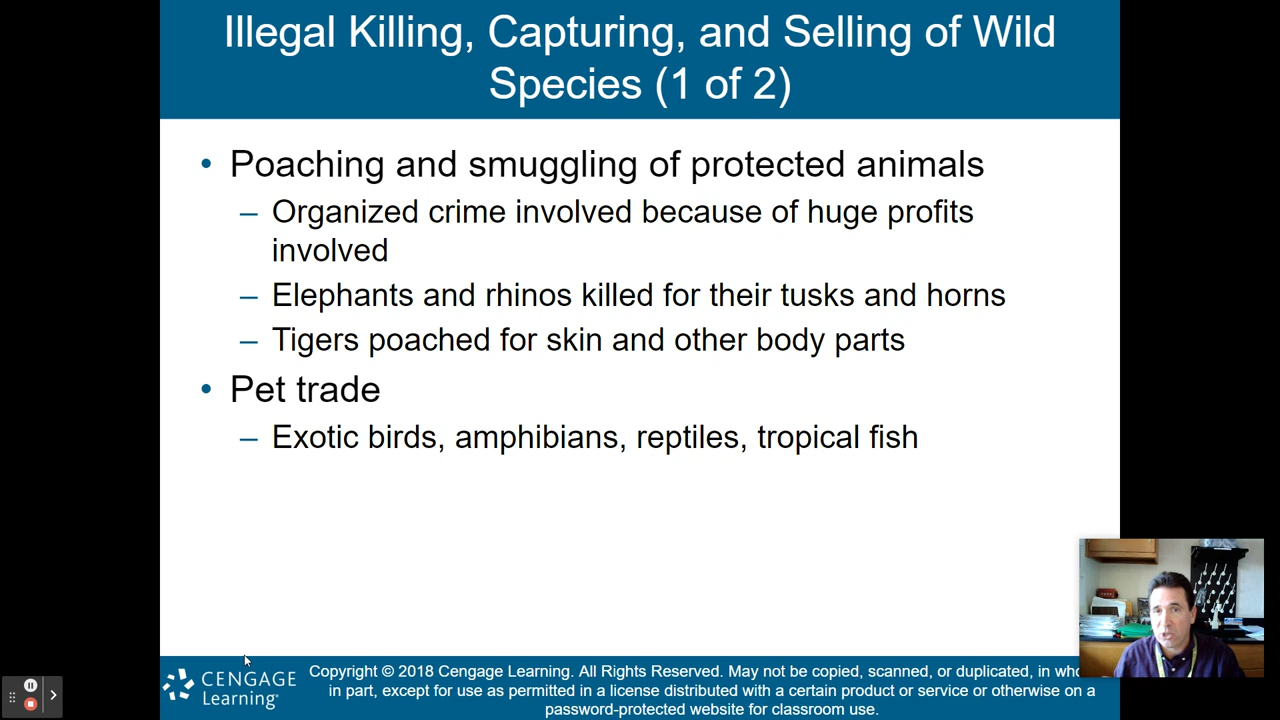 Illegal Killing, Capturing, and Selling of Wild
Species (1 of 2)
• Poaching and smuggling of protected animals
– Organized crime involved because of huge profits
involved
– Elephants and rhinos killed for their tusks and horns
– Tigers poached for skin and other body parts
• Pet trade
– Exotic birds, amphibians, reptiles, tropical fish
CENGAGE
Learning®
Copyright © 2018 Cengage Learning. All Rights Reserved. May not be copied, scanned, or duplicated, in
in part, except for use as permitted in a license distributed with a certain product or service or otherwise on a
password-protected website for classroom use.